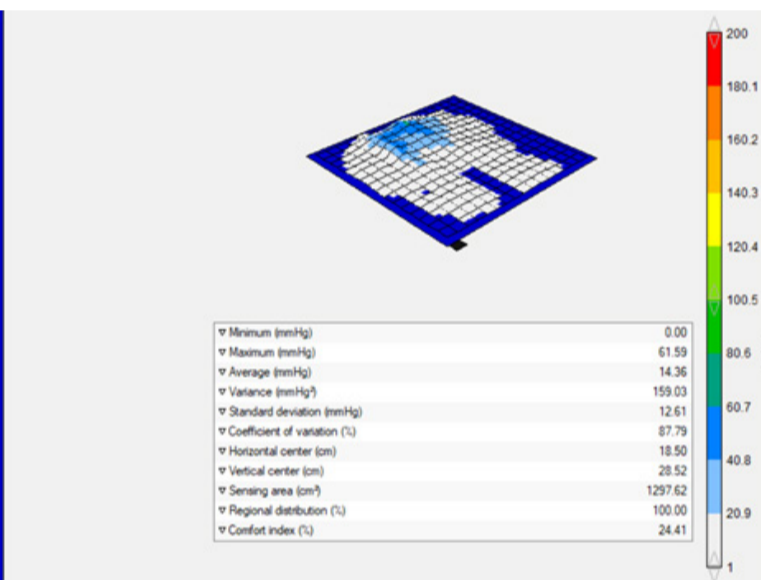 200
180.1
160.2
140.3
120.4
100.5
80.6
60.7
40.8
20.9
1
Minimum (mmHg) 0.00
Maximum (mmHg) 61.59
Average (mmHg) 14.36
Variance (mmHg²) 159.03
Standard deviation (mmHg) 12.61
Coefficient of variation (%) 87.79
Horizontal center (cm) 18.50
Vertical center (cm) 28.52
Sensing area (cm²) 1297.62
Regional distribution (%) 100.00
Comfort index (%) 24.41